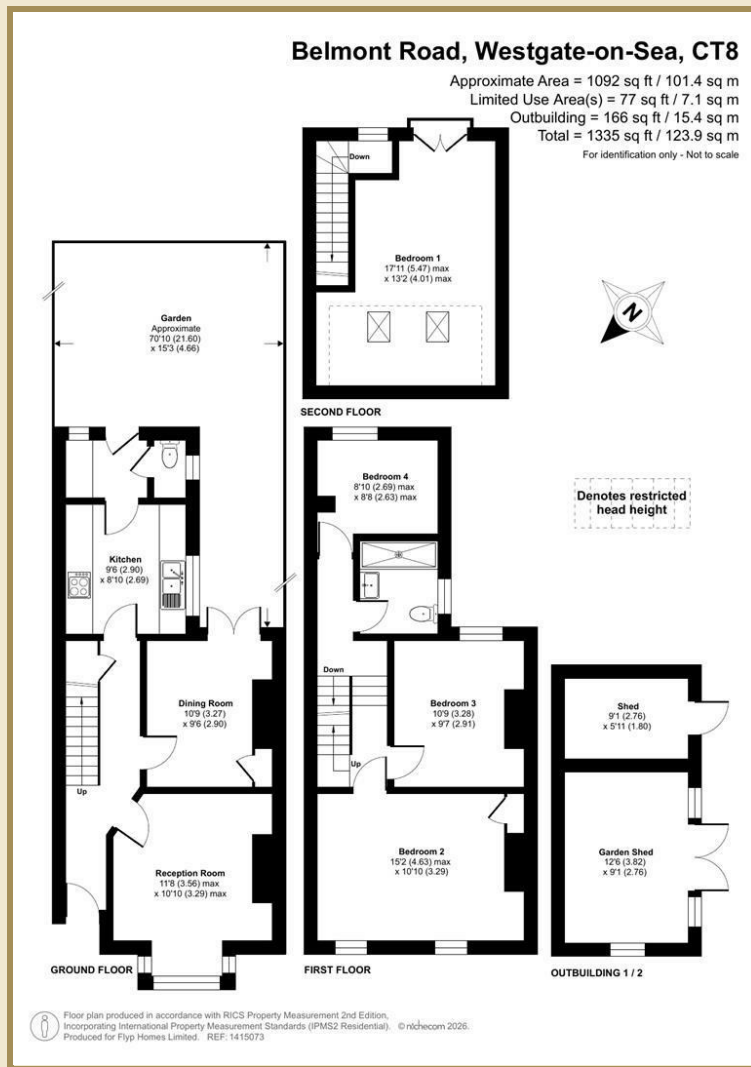 Belmont Road, Westgate-on-Sea, CT8
Approximate Area = 1092 sq ft / 101.4 sq m
Limited Use Area(s) = 77 sq ft / 7.1 sq m
Outbuilding = 166 sq ft / 15.4 sq m
Total = 1335 sq ft / 123.9 sq m
For identification only - Not to scale
Down
Bedroom 1
17'11 (5.47) max
x 13'2 (4.01) max
SECOND FLOOR
N
Denotes restricted
head height
Garden
Approximate
70'10 (21.60)
x 15'3 (4.66)
Kitchen
9'6 (2.90)
x 8'10 (2.69)
Dining Room
10'9 (3.27)
x 9'6 (2.90)
Up
Reception Room
11'8 (3.56) max
x 10'10 (3.29) max
GROUND FLOOR
Bedroom 4
8'10 (2.69) max
x 8'8 (2.63) max
Down
Bedroom 3
10'9 (3.28)
x 9'7 (2.91)
Up
Bedroom 2
15'2 (4.63) max
x 10'10 (3.29)
FIRST FLOOR
Shed
9'1 (2.76)
x 5'11 (1.80)
Garden Shed
12'6 (3.82)
x 9'1 (2.76)
OUTBUILDING 1 / 2
Floor plan produced in accordance with RICS Property Measurement 2nd Edition,
Incorporating International Property Measurement Standards (IPMS2 Residential). © nichecom 2026.
Produced for Flyp Homes Limited. REF: 1415073